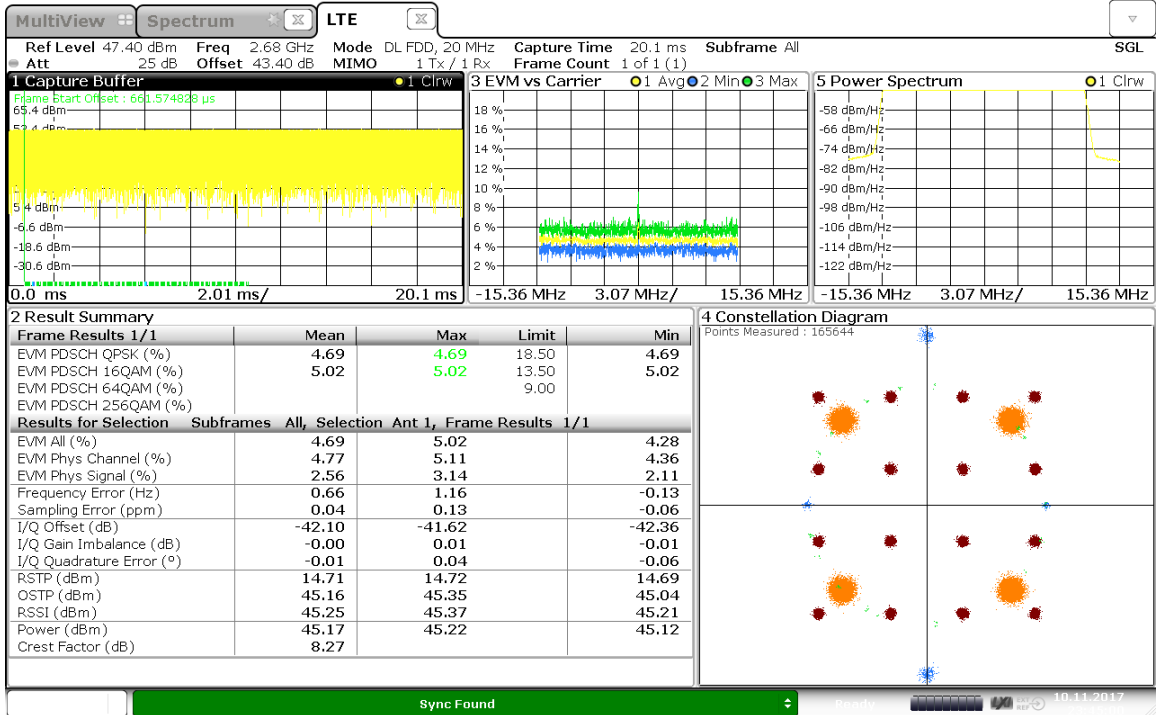 MultiView Spectrum LTE
Ref Level 47.40 dBm Freq 2.68 GHz Mode DL FDD, 20 MHz Capture Time 20.1 ms Subframe All SGL
Att 25 dB Offset 43.40 dB MIMO 1 Tx / 1 Rx Frame Count 1 of 1 (1)
1 Capture Buffer 1 Clrw
Frame Start Offset : 661.574828 µs
65.4 dBm
5.4 dBm
-6.6 dBm
-18.6 dBm
-30.6 dBm
0.0 ms 2.01 ms/ 20.1 ms
3 EVM vs Carrier 1 Avg 2 Min 3 Max
18 %
16 %
14 %
12 %
10 %
8 %
6 %
4 %
2 %
-15.36 MHz 3.07 MHz/ 15.36 MHz
5 Power Spectrum 1 Clrw
-58 dBm/Hz
-66 dBm/Hz
-74 dBm/Hz
-82 dBm/Hz
-90 dBm/Hz
-98 dBm/Hz
-106 dBm/Hz
-114 dBm/Hz
-122 dBm/Hz
-15.36 MHz 3.07 MHz/ 15.36 MHz
2 Result Summary
Frame Results 1/1 Mean Max Limit Min
EVM PDSCH QPSK (%) 4.69 4.69 18.50 4.69
EVM PDSCH 16QAM (%) 5.02 5.02 13.50 5.02
EVM PDSCH 64QAM (%) 9.00
EVM PDSCH 256QAM (%)
Results for Selection Subframes All, Selection Ant 1, Frame Results 1/1
EVM All (%) 4.69 5.02 4.28
EVM Phys Channel (%) 4.77 5.11 4.36
EVM Phys Signal (%) 2.56 3.14 2.11
Frequency Error (Hz) 0.66 1.16 -0.13
Sampling Error (ppm) 0.04 0.13 -0.06
I/Q Offset (dB) -42.10 -41.62 -42.36
I/Q Gain Imbalance (dB) -0.00 0.01 -0.01
I/Q Quadrature Error (º) -0.01 0.04 -0.06
RSTP (dBm) 14.71 14.72 14.69
OSTP (dBm) 45.16 45.35 45.04
RSSI (dBm) 45.25 45.37 45.21
Power (dBm) 45.17 45.22 45.12
Crest Factor (dB) 8.27
4 Constellation Diagram
Points Measured : 165644
Sync Found
Ready
LXI
EXT
REF
10.11.2017